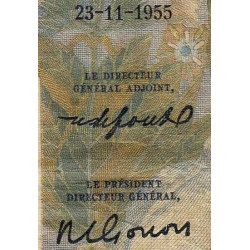 23-11-1955
LE DIRECTEUR
GÉNÉRAL ADJOINT,
LE PRÉSIDENT
DIRECTEUR GÉNÉRAL,